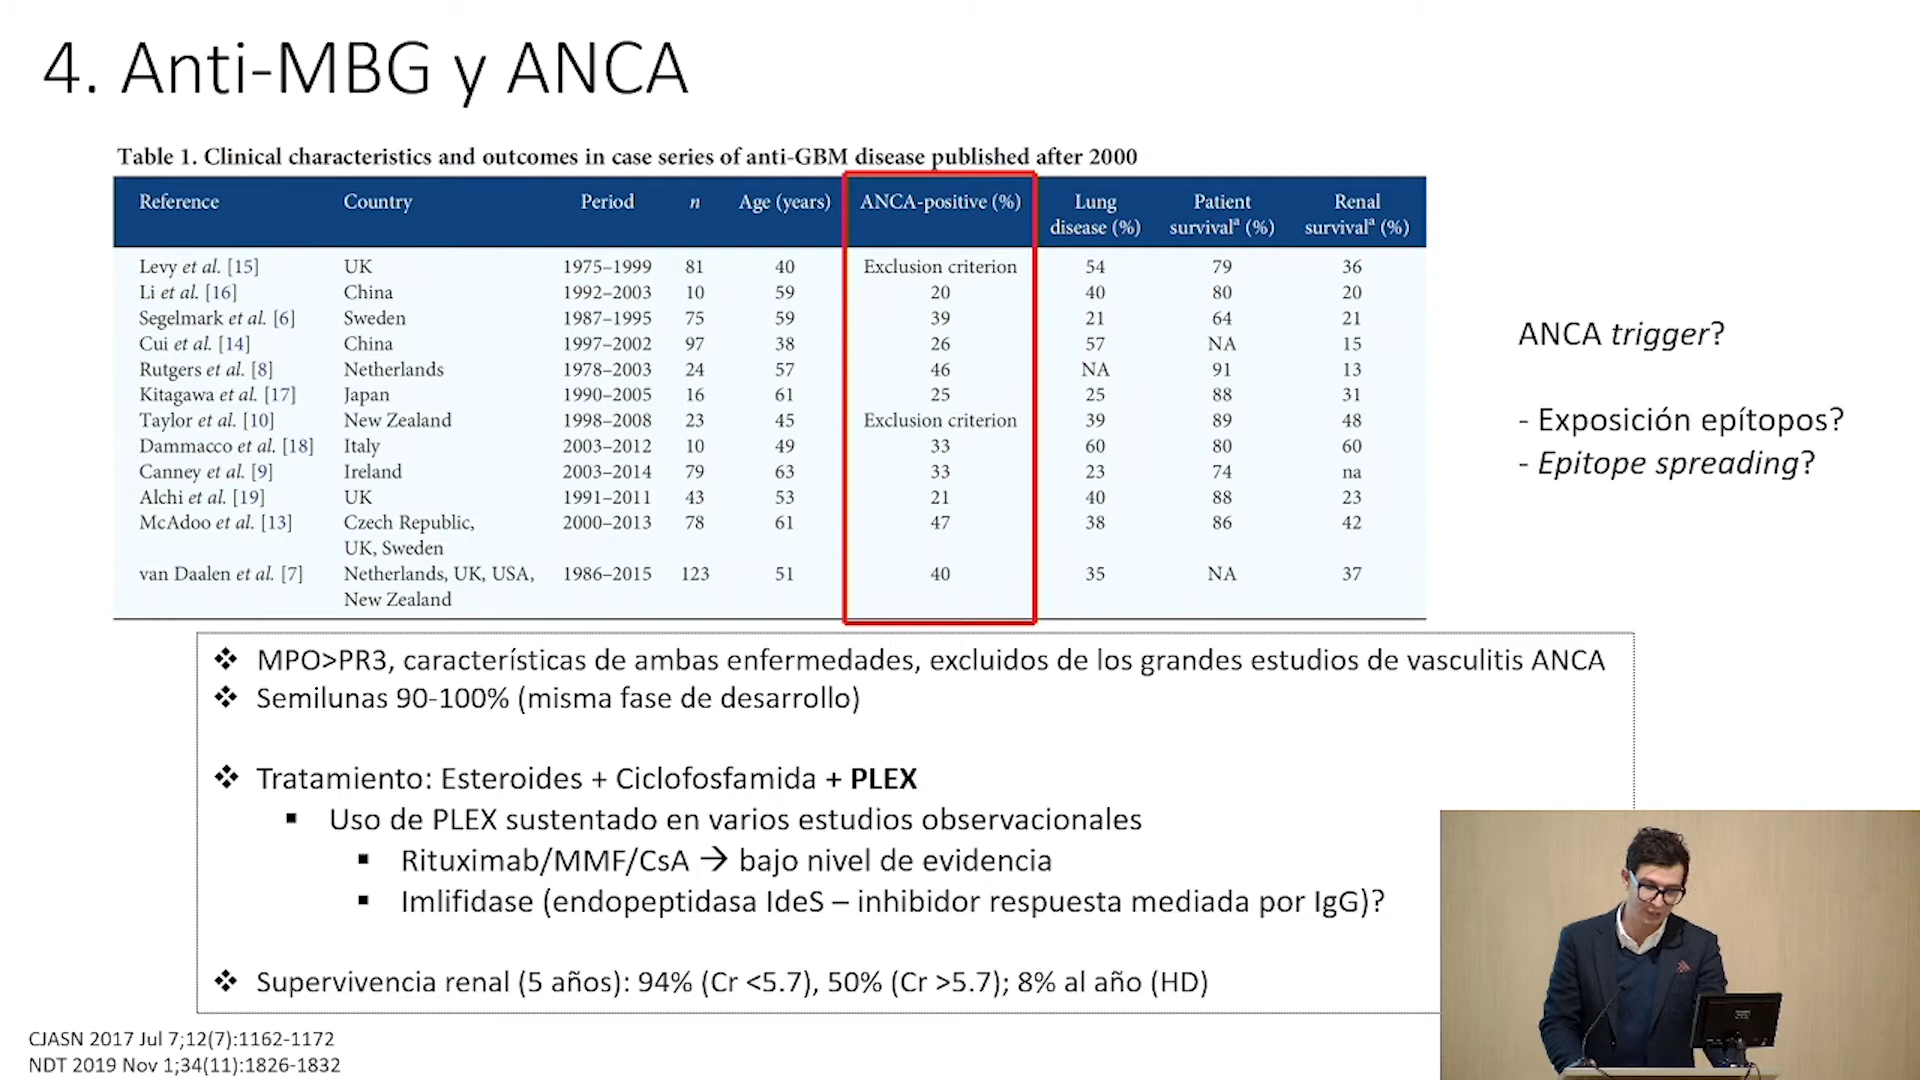 4. Anti-MBG y ANCA
Table 1. Clinical characteristics and outcomes in case series of anti-GBM disease published after 2000
Reference Country Period n Age (years) ANCA-positive (%) Lung disease (%) Patient survivalª (%) Renal survivalª (%)
Levy et al. [15] UK 1975–1999 81 40 Exclusion criterion 54 79 36
Li et al. [16] China 1992–2003 10 59 20 40 80 20
Segelmark et al. [6] Sweden 1987–1995 75 59 39 21 64 21
Cui et al. [14] China 1997–2002 97 38 26 57 NA 15
Rutgers et al. [8] Netherlands 1978–2003 24 57 46 NA 91 13
Kitagawa et al. [17] Japan 1990–2005 16 61 25 25 88 31
Taylor et al. [10] New Zealand 1998–2008 23 45 Exclusion criterion 39 89 48
Dammacco et al. [18] Italy 2003–2012 10 49 33 60 80 60
Canney et al. [9] Ireland 2003–2014 79 63 33 23 74 na
Alchi et al. [19] UK 1991–2011 43 53 21 40 88 23
McAdoo et al. [13] Czech Republic, UK, Sweden 2000–2013 78 61 47 38 86 42
van Daalen et al. [7] Netherlands, UK, USA, New Zealand 1986–2015 123 51 40 35 NA 37
ANCA trigger?
- Exposición epítopos?
- Epitope spreading?
❖ MPO>PR3, características de ambas enfermedades, excluidos de los grandes estudios de vasculitis ANCA
❖ Semilunas 90-100% (misma fase de desarrollo)
❖ Tratamiento: Esteroides + Ciclofosfamida + PLEX
▪ Uso de PLEX sustentado en varios estudios observacionales
▪ Rituximab/MMF/CsA → bajo nivel de evidencia
▪ Imlifidase (endopeptidasa IdeS – inhibidor respuesta mediada por IgG)?
❖ Supervivencia renal (5 años): 94% (Cr <5.7), 50% (Cr >5.7); 8% al año (HD)
CJASN 2017 Jul 7;12(7):1162-1172
NDT 2019 Nov 1;34(11):1826-1832